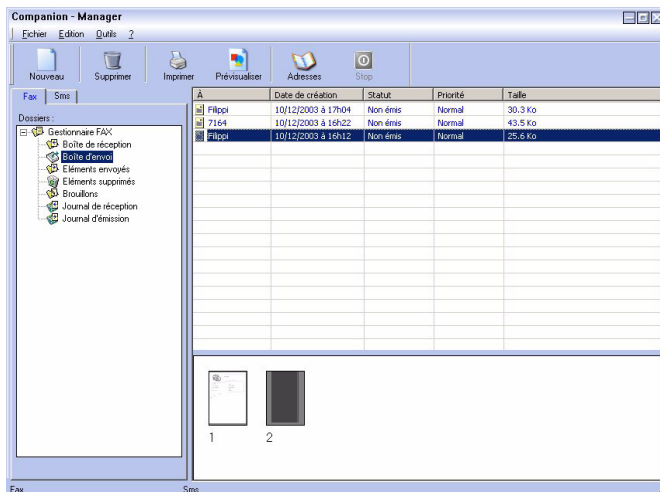 Companion - Manager
Fichier Edition Outils ?
Nouveau Supprimer Imprimer Prévisualiser Adresses Stop
Fax Sms
Dossiers :
Gestionnaire FAX
Boîte de réception
Boîte d'envoi
Eléments envoyés
Eléments supprimés
Brouillons
Journal de réception
Journal d'émission
À Date de création Statut Priorité Taille
Filippi 10/12/2003 à 17h04 Non émis Normal 30.3 Ko
7164 10/12/2003 à 16h22 Non émis Normal 43.5 Ko
Filippi 10/12/2003 à 16h12 Non émis Normal 25.6 Ko
1 2
Fax Sms